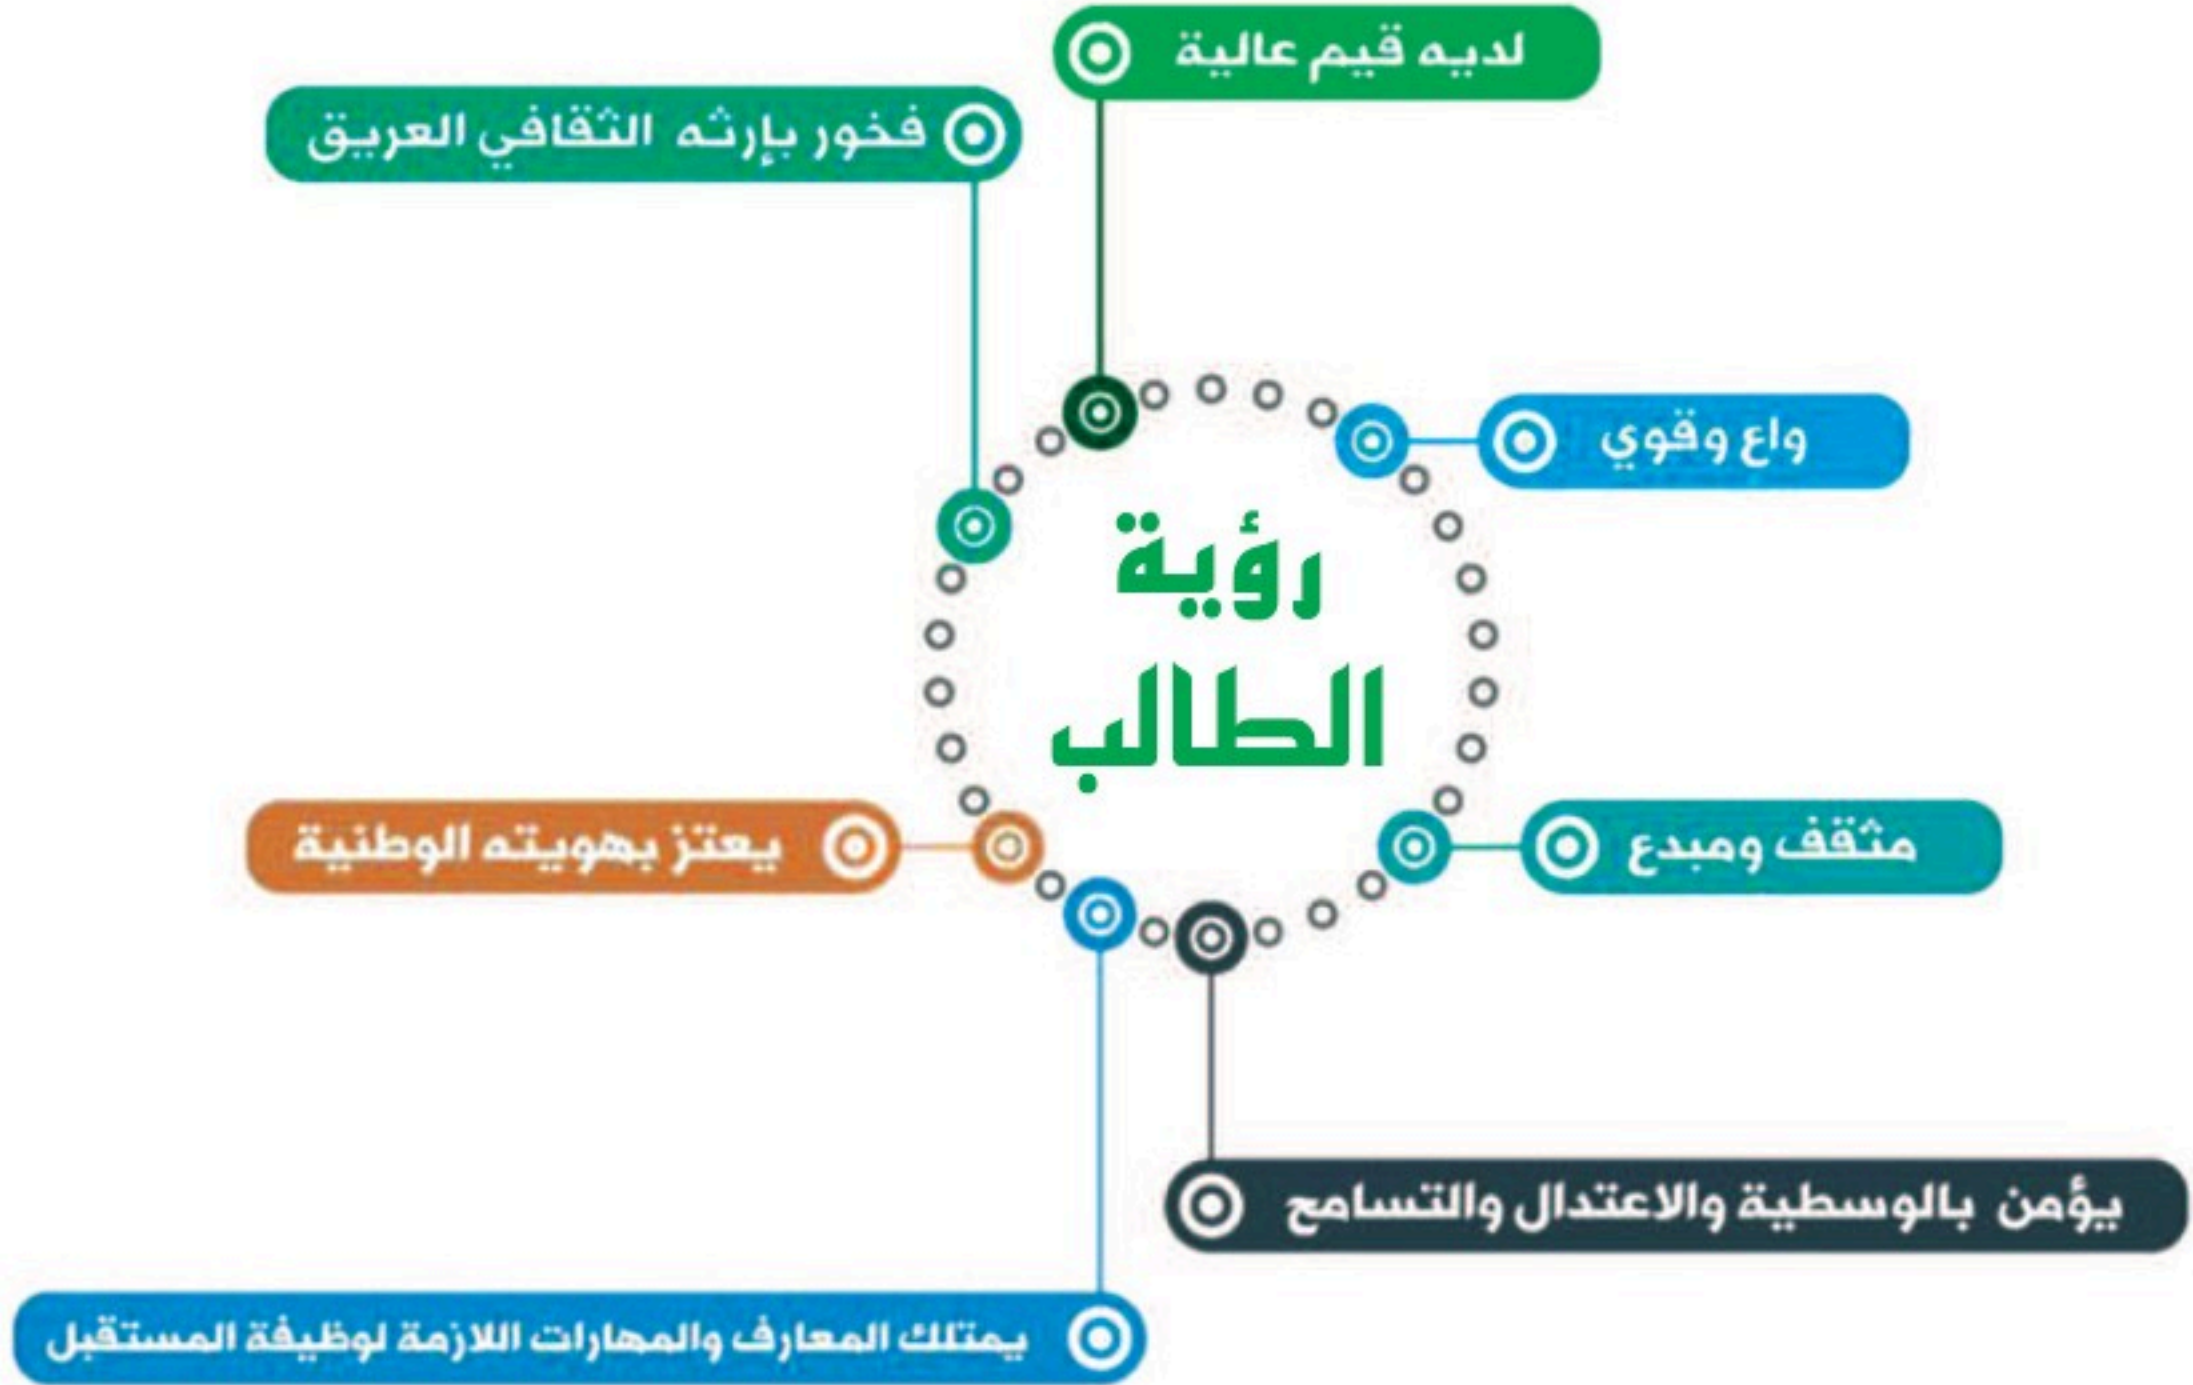 لديه قيم عالية
فخور بإرثه الثقافي العريق
واع وقوي
رؤية
الطالب
مثقف ومبدع
يعتز بهويته الوطنية
يؤمن بالوسطية والاعتدال والتسامح
يمتلك المعارف والمهارات اللازمة لوظيفة المستقبل